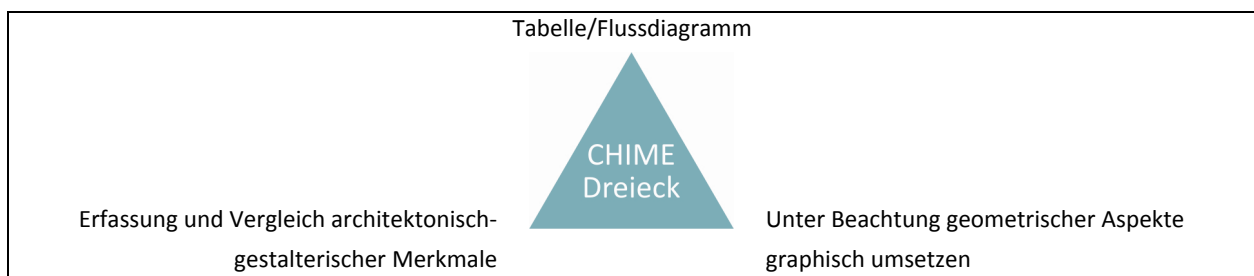 Tabelle/Flussdiagramm
CHIME
Dreieck
Erfassung und Vergleich architektonisch-
gestalterischer Merkmale
Unter Beachtung geometrischer Aspekte
graphisch umsetzen